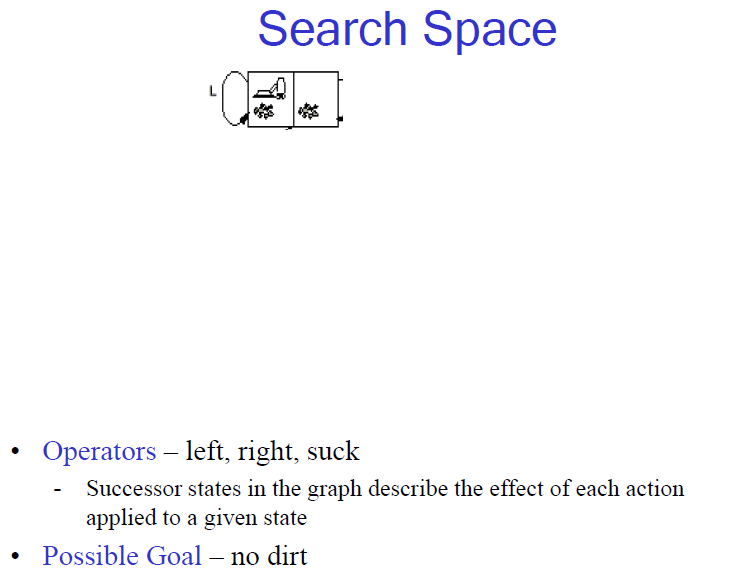 Search Space
L
• Operators – left, right, suck
- Successor states in the graph describe the effect of each action
applied to a given state
• Possible Goal – no dirt